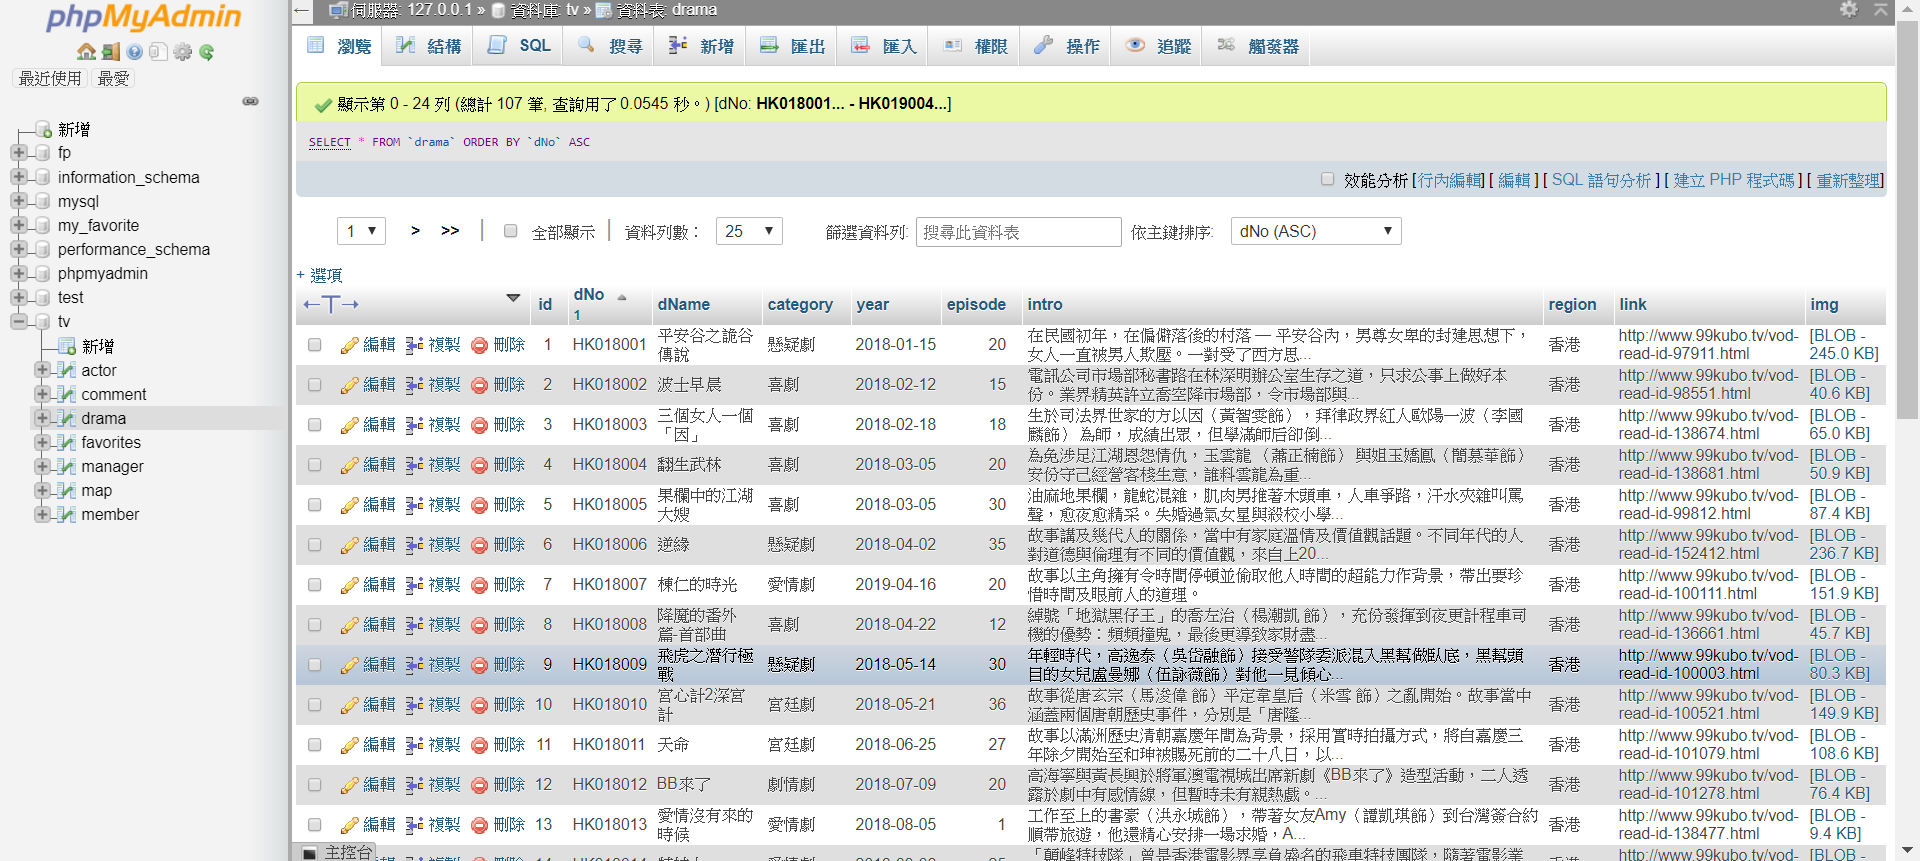 phpMyAdmin
最近使用 最愛
新增
fp
information_schema
mysql
my_favorite
performance_schema
phpmyadmin
test
tv
新增
actor
comment
drama
favorites
manager
map
member
伺服器: 127.0.0.1 » 資料庫: tv » 資料表: drama
瀏覽 結構 SQL 搜尋 新增 匯出 匯入 權限 操作 追蹤 觸發器
顯示第 0 - 24 列 (總計 107 筆, 查詢用了 0.0545 秒。) [dNo: HK018001... - HK019004...]
SELECT * FROM `drama` ORDER BY `dNo` ASC
效能分析 [行內編輯] [ 編輯 ] [ SQL 語句分析 ] [ 建立 PHP 程式碼 ] [ 重新整理]
1 > >> | 全部顯示 | 資料列數： 25 篩選資料列: 搜尋此資料表 依主鍵排序: dNo (ASC)
+ 選項
←T→ id dNo 1 dName category year episode intro region link img
編輯 複製 刪除 1 HK018001 平安谷之詭谷傳說 懸疑劇 2018-01-15 20 在民國初年，在偏僻落後的村落 — 平安谷內，男尊女卑的封建思想下，女人一直被男人欺壓。一對受了西方思... 香港 http://www.99kubo.tv/vod-read-id-97911.html [BLOB - 245.0 KB]
編輯 複製 刪除 2 HK018002 波士早晨 喜劇 2018-02-12 15 電訊公司市場部秘書路在林深明辦公室生存之道，只求公事上做好本份。業界精英許立喬空降市場部，令市場部與... 香港 http://www.99kubo.tv/vod-read-id-98551.html [BLOB - 40.6 KB]
編輯 複製 刪除 3 HK018003 三個女人一個「因」 喜劇 2018-02-18 18 生於司法界世家的方以因（黃智雯飾），拜律政界紅人歐陽一波（李國麟飾） 為師，成績出眾，但學滿師后卻倒... 香港 http://www.99kubo.tv/vod-read-id-138674.html [BLOB - 65.0 KB]
編輯 複製 刪除 4 HK018004 翻生武林 喜劇 2018-03-05 20 為免涉足江湖恩怨情仇，玉雲龍 （蕭正楠飾） 與姐玉嬌鳳（簡慕華飾）安份守己經營客棧生意，誰料雲龍為重... 香港 http://www.99kubo.tv/vod-read-id-138681.html [BLOB - 50.9 KB]
編輯 複製 刪除 5 HK018005 果欄中的江湖大嫂 喜劇 2018-03-05 30 油麻地果欄，龍蛇混雜，肌肉男推著木頭車，人車爭路，汗水夾雜叫罵聲，愈夜愈精采。失婚過氣女星與殺校小學... 香港 http://www.99kubo.tv/vod-read-id-99812.html [BLOB - 87.4 KB]
編輯 複製 刪除 6 HK018006 逆緣 懸疑劇 2018-04-02 35 故事講及幾代人的關係，當中有家庭溫情及價值觀話題。不同年代的人對道德與倫理有不同的價值觀，來自上20... 香港 http://www.99kubo.tv/vod-read-id-152412.html [BLOB - 236.7 KB]
編輯 複製 刪除 7 HK018007 棟仁的時光 愛情劇 2019-04-16 20 故事以主角擁有令時間停頓並偷取他人時間的超能力作背景，帶出要珍惜時間及眼前人的道理。 香港 http://www.99kubo.tv/vod-read-id-100111.html [BLOB - 151.9 KB]
編輯 複製 刪除 8 HK018008 降魔的番外篇-首部曲 喜劇 2018-04-22 12 綽號「地獄黑仔王」的喬左治（楊潮凱 飾），充份發揮到夜更計程車司機的優勢：頻頻撞鬼，最後更導致家財盡... 香港 http://www.99kubo.tv/vod-read-id-136661.html [BLOB - 45.7 KB]
編輯 複製 刪除 9 HK018009 飛虎之潛行極戰 懸疑劇 2018-05-14 30 年輕時代，高逸泰（吳岱融飾）接受警隊委派混入黑幫做臥底，黑幫頭目的女兒盧曼娜（伍詠薇飾）對他一見傾心... 香港 http://www.99kubo.tv/vod-read-id-100003.html [BLOB - 80.3 KB]
編輯 複製 刪除 10 HK018010 宮心計2深宮計 宮廷劇 2018-05-21 36 故事從唐玄宗（馬浚偉 飾）平定韋皇后（米雪 飾）之亂開始。故事當中涵蓋兩個唐朝歷史事件，分別是「唐隆... 香港 http://www.99kubo.tv/vod-read-id-100521.html [BLOB - 149.9 KB]
編輯 複製 刪除 11 HK018011 天命 宮廷劇 2018-06-25 27 故事以滿洲歷史清朝嘉慶年間為背景，採用實時拍攝方式，將自嘉慶三年除夕開始至和珅被賜死前的二十八日，以... 香港 http://www.99kubo.tv/vod-read-id-101079.html [BLOB - 108.6 KB]
編輯 複製 刪除 12 HK018012 BB來了 劇情劇 2018-07-09 20 高海寧與黃長興於將軍澳電視城出席新劇《BB來了》造型活動，二人透露於劇中有感情線，但暫時未有親熱戲。... 香港 http://www.99kubo.tv/vod-read-id-101278.html [BLOB - 76.4 KB]
編輯 複製 刪除 13 HK018013 愛情沒有來的時候 愛情劇 2018-08-05 1 工作至上的書豪（洪永城飾），帶著女友Amy（譚凱琪飾）到台灣簽合約順帶旅遊，他還精心安排一場求婚，A... 香港 http://www.99kubo.tv/vod-read-id-138477.html [BLOB - 9.4 KB]
主控台